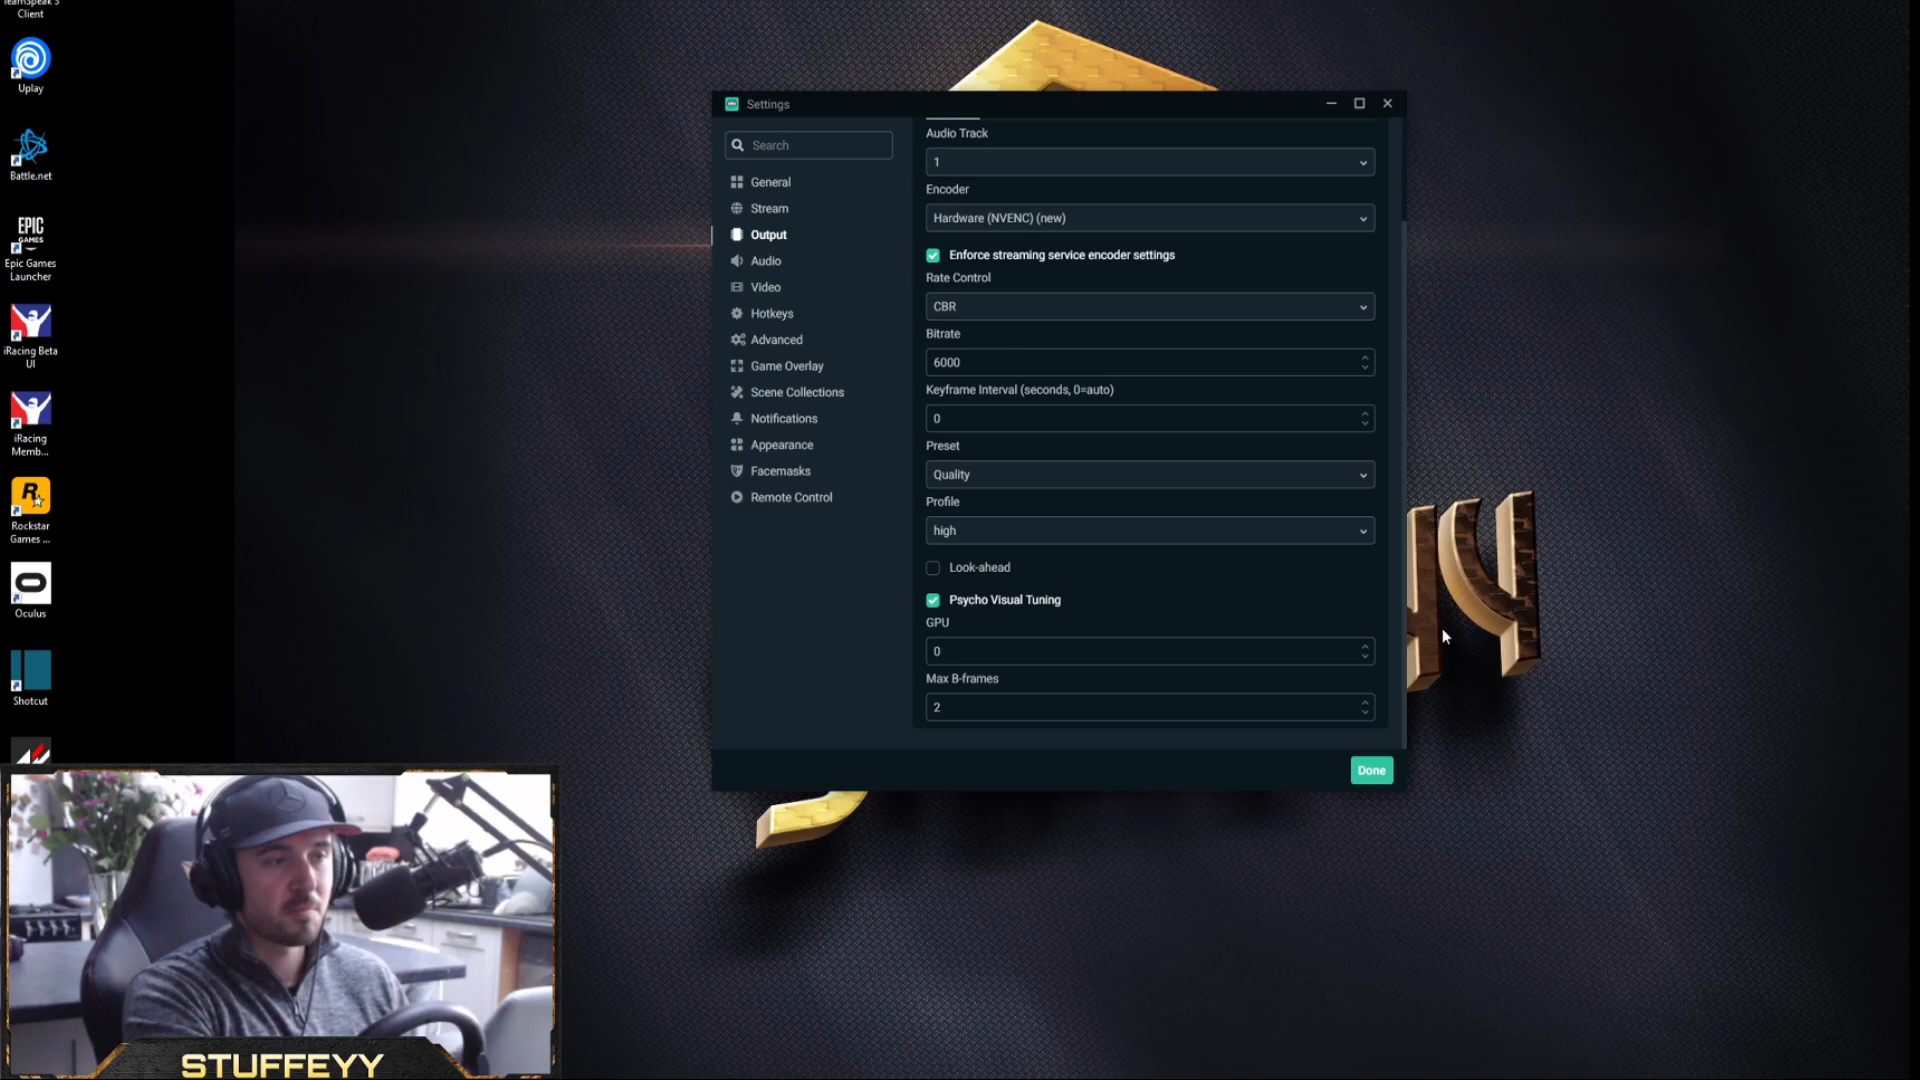 TeamSpeak 3
Client
Uplay
Battle.net
EPIC
GAMES
Epic Games
Launcher
iRacing Beta
UI
iRacing
Memb...
R
Rockstar
Games ...
Oculus
Shotcut
Settings
Search
General
Stream
Output
Audio
Video
Hotkeys
Advanced
Game Overlay
Scene Collections
Notifications
Appearance
Facemasks
Remote Control
Audio Track
1
Encoder
Hardware (NVENC) (new)
Enforce streaming service encoder settings
Rate Control
CBR
Bitrate
6000
Keyframe Interval (seconds, 0=auto)
0
Preset
Quality
Profile
high
Look-ahead
Psycho Visual Tuning
GPU
0
Max B-frames
2
Done
STUFFEYY